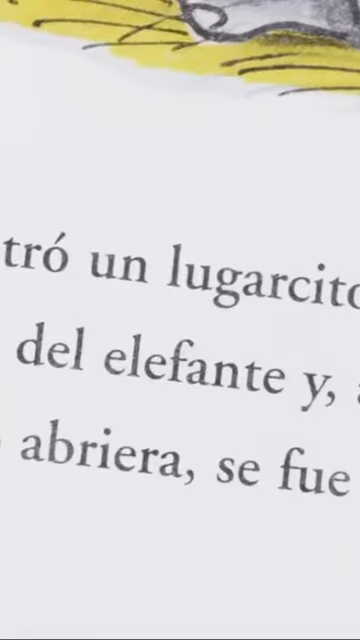 tró un lugarcito
del elefante y,
abriera, se fue